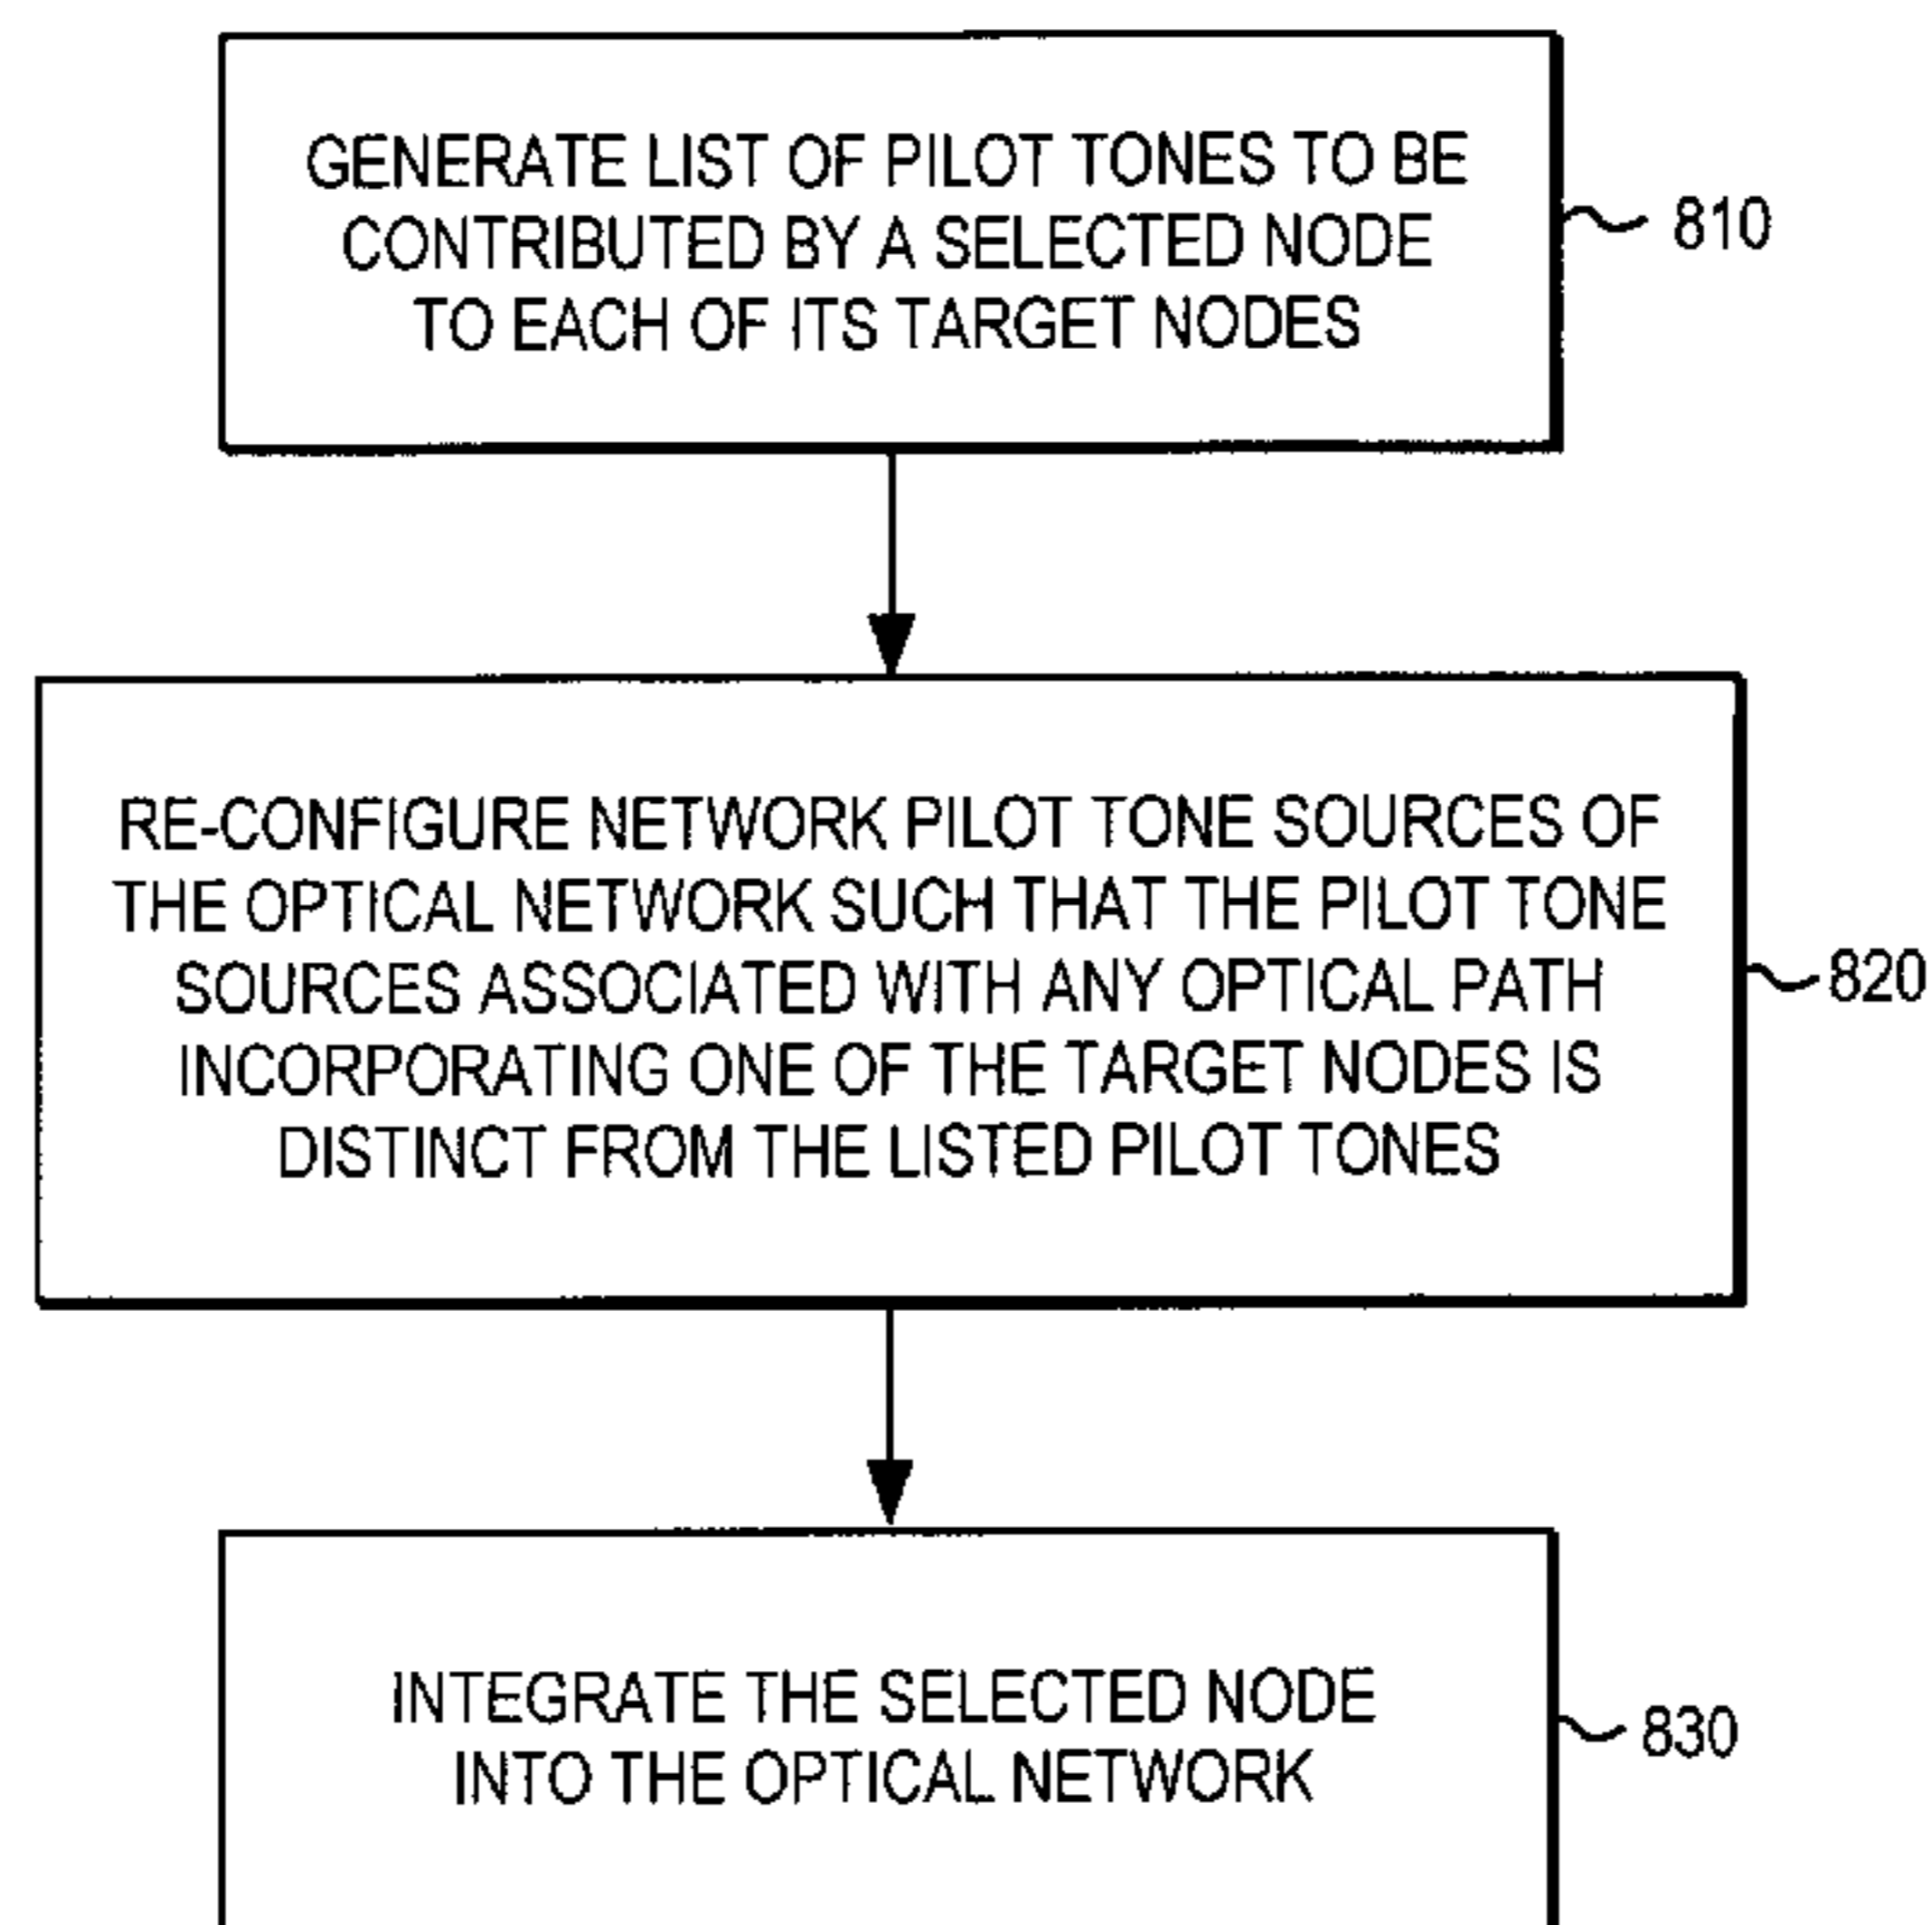 GENERATE LIST OF PILOT TONES TO BE
CONTRIBUTED BY A SELECTED NODE
TO EACH OF ITS TARGET NODES
810
RE-CONFIGURE NETWORK PILOT TONE SOURCES OF
THE OPTICAL NETWORK SUCH THAT THE PILOT TONE
SOURCES ASSOCIATED WITH ANY OPTICAL PATH
INCORPORATING ONE OF THE TARGET NODES IS
DISTINCT FROM THE LISTED PILOT TONES
820
INTEGRATE THE SELECTED NODE
INTO THE OPTICAL NETWORK
830